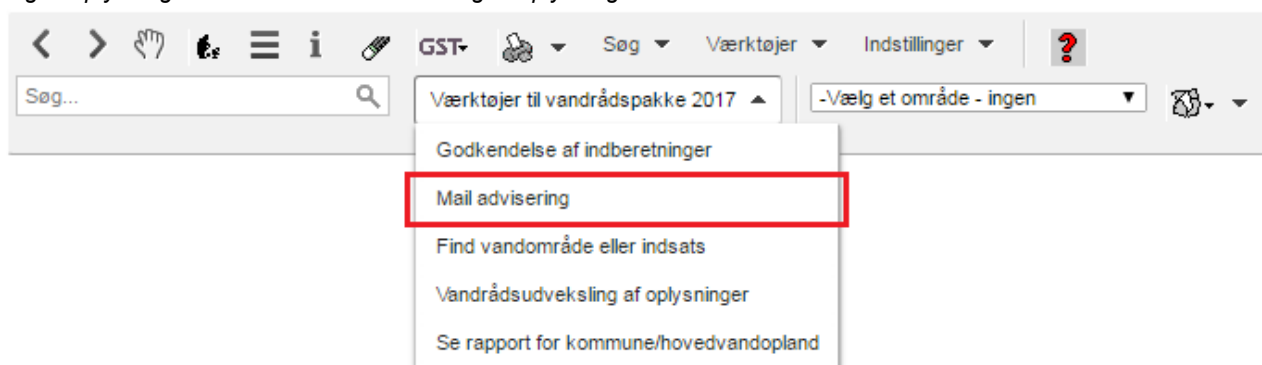 GST Søg Værktøjer Indstillinger ?
Søg... Værktøjer til vandrådspakke 2017 -Vælg et område - ingen
Godkendelse af indberetninger
Mail advisering
Find vandområde eller indsats
Vandrådsudveksling af oplysninger
Se rapport for kommune/hovedvandopland